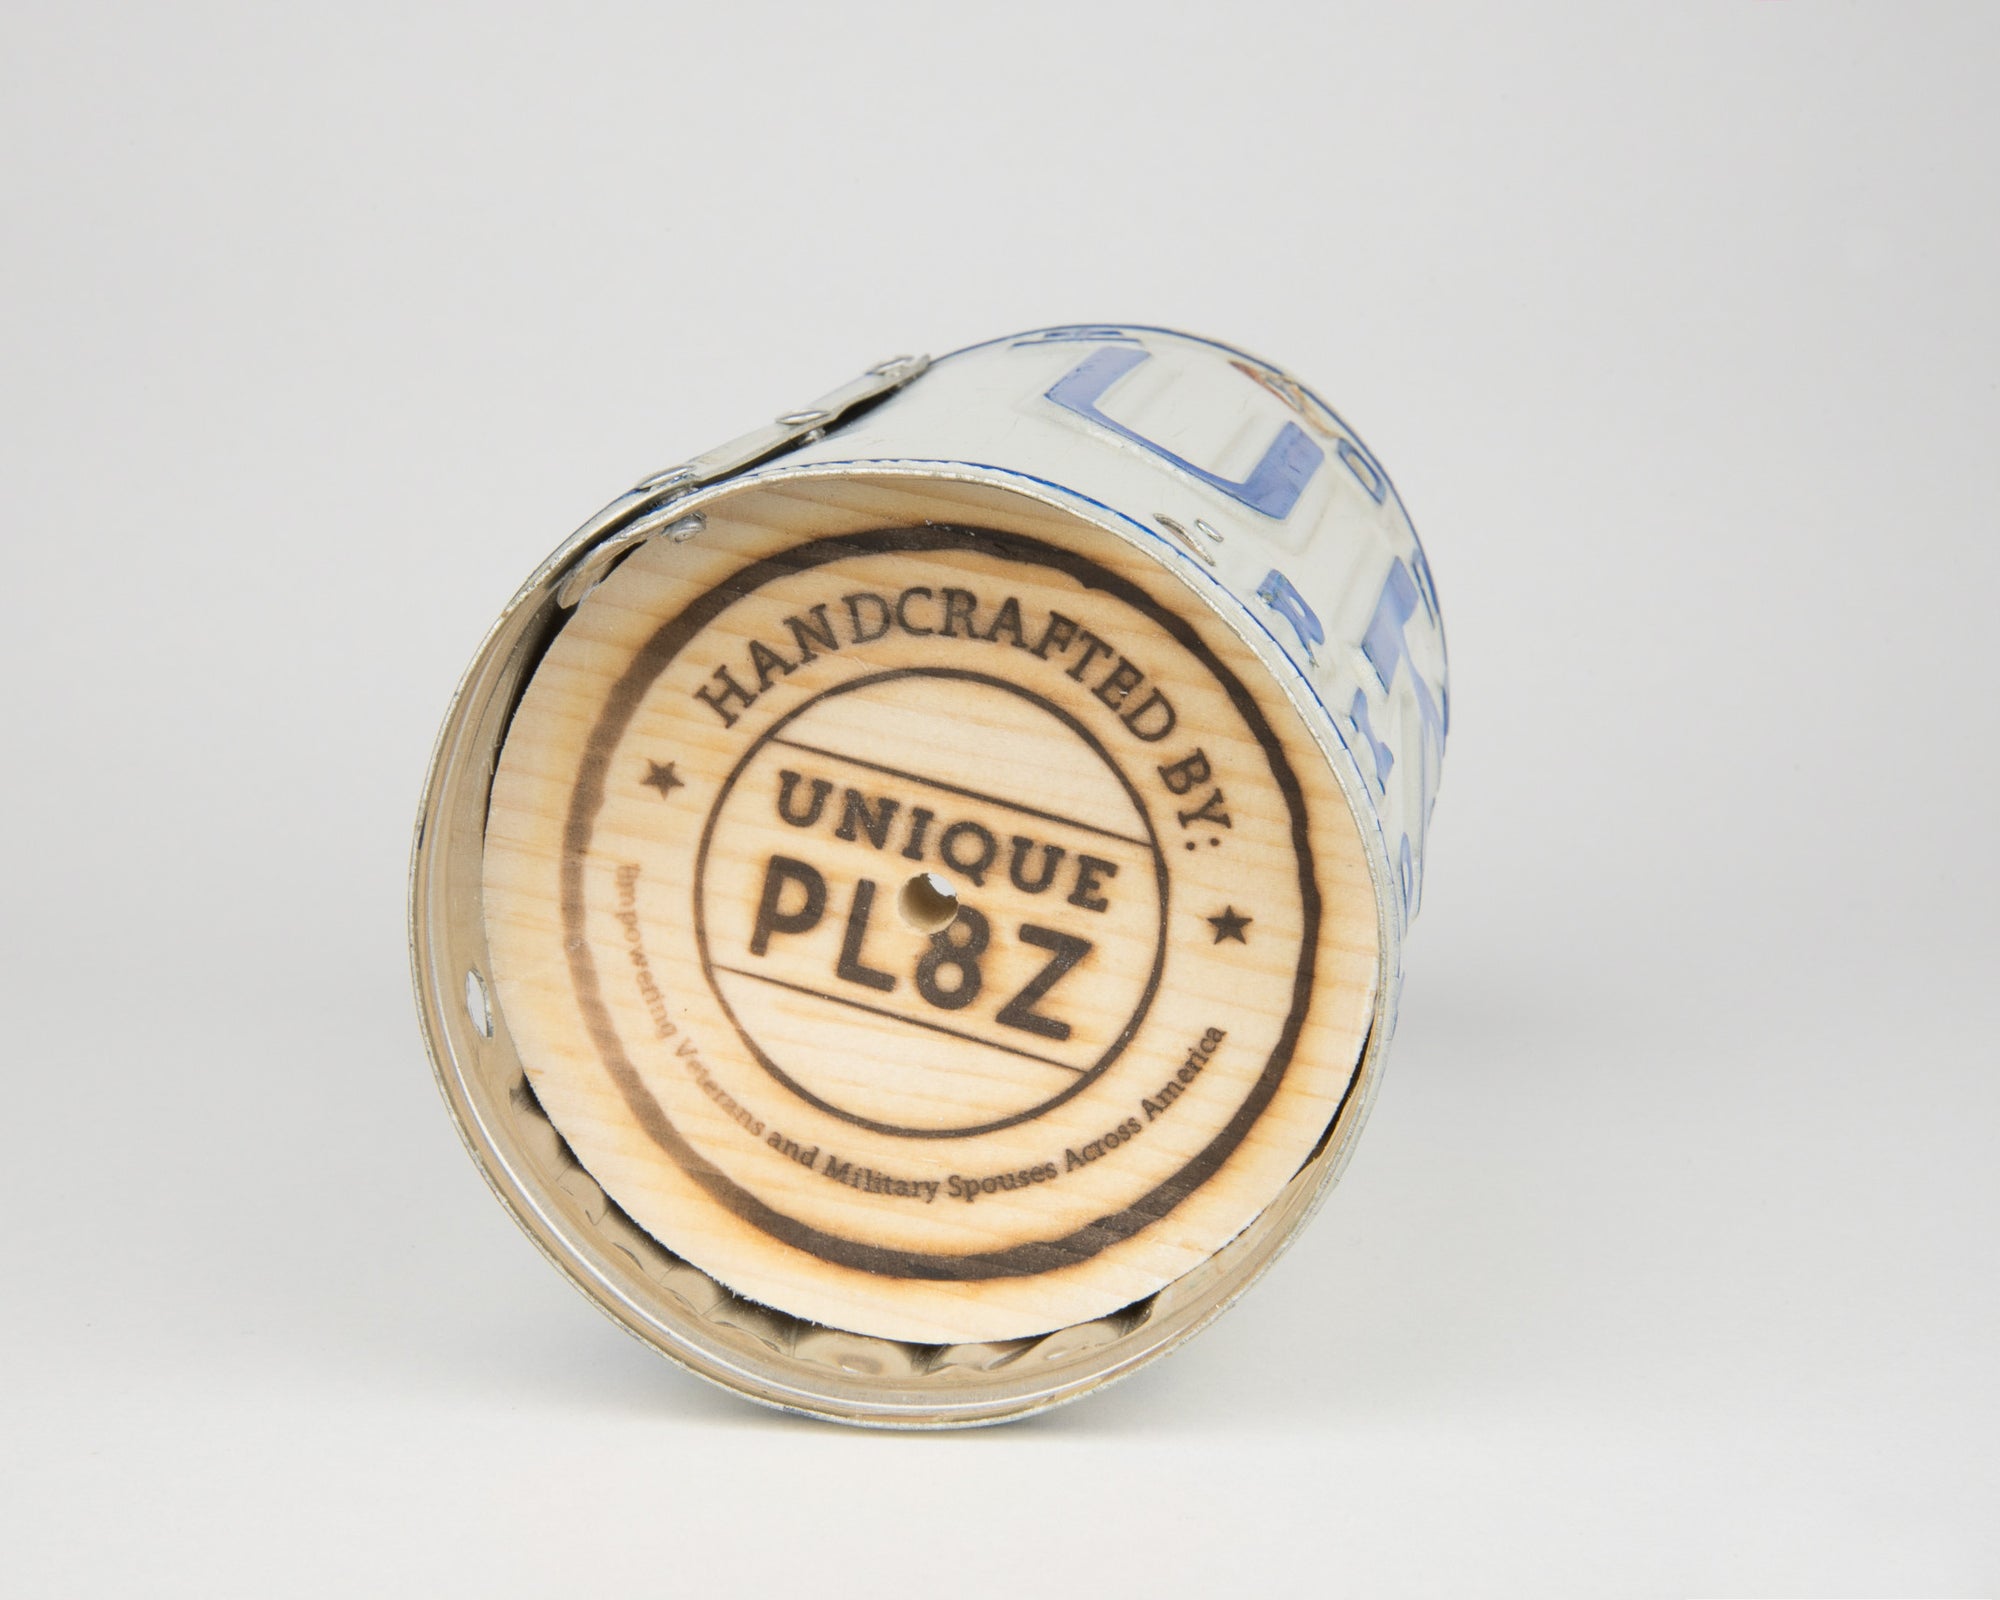 HANDCRAFTED BY:
UNIQUE
PL8Z
Empowering Veterans and Military Spouses Across America